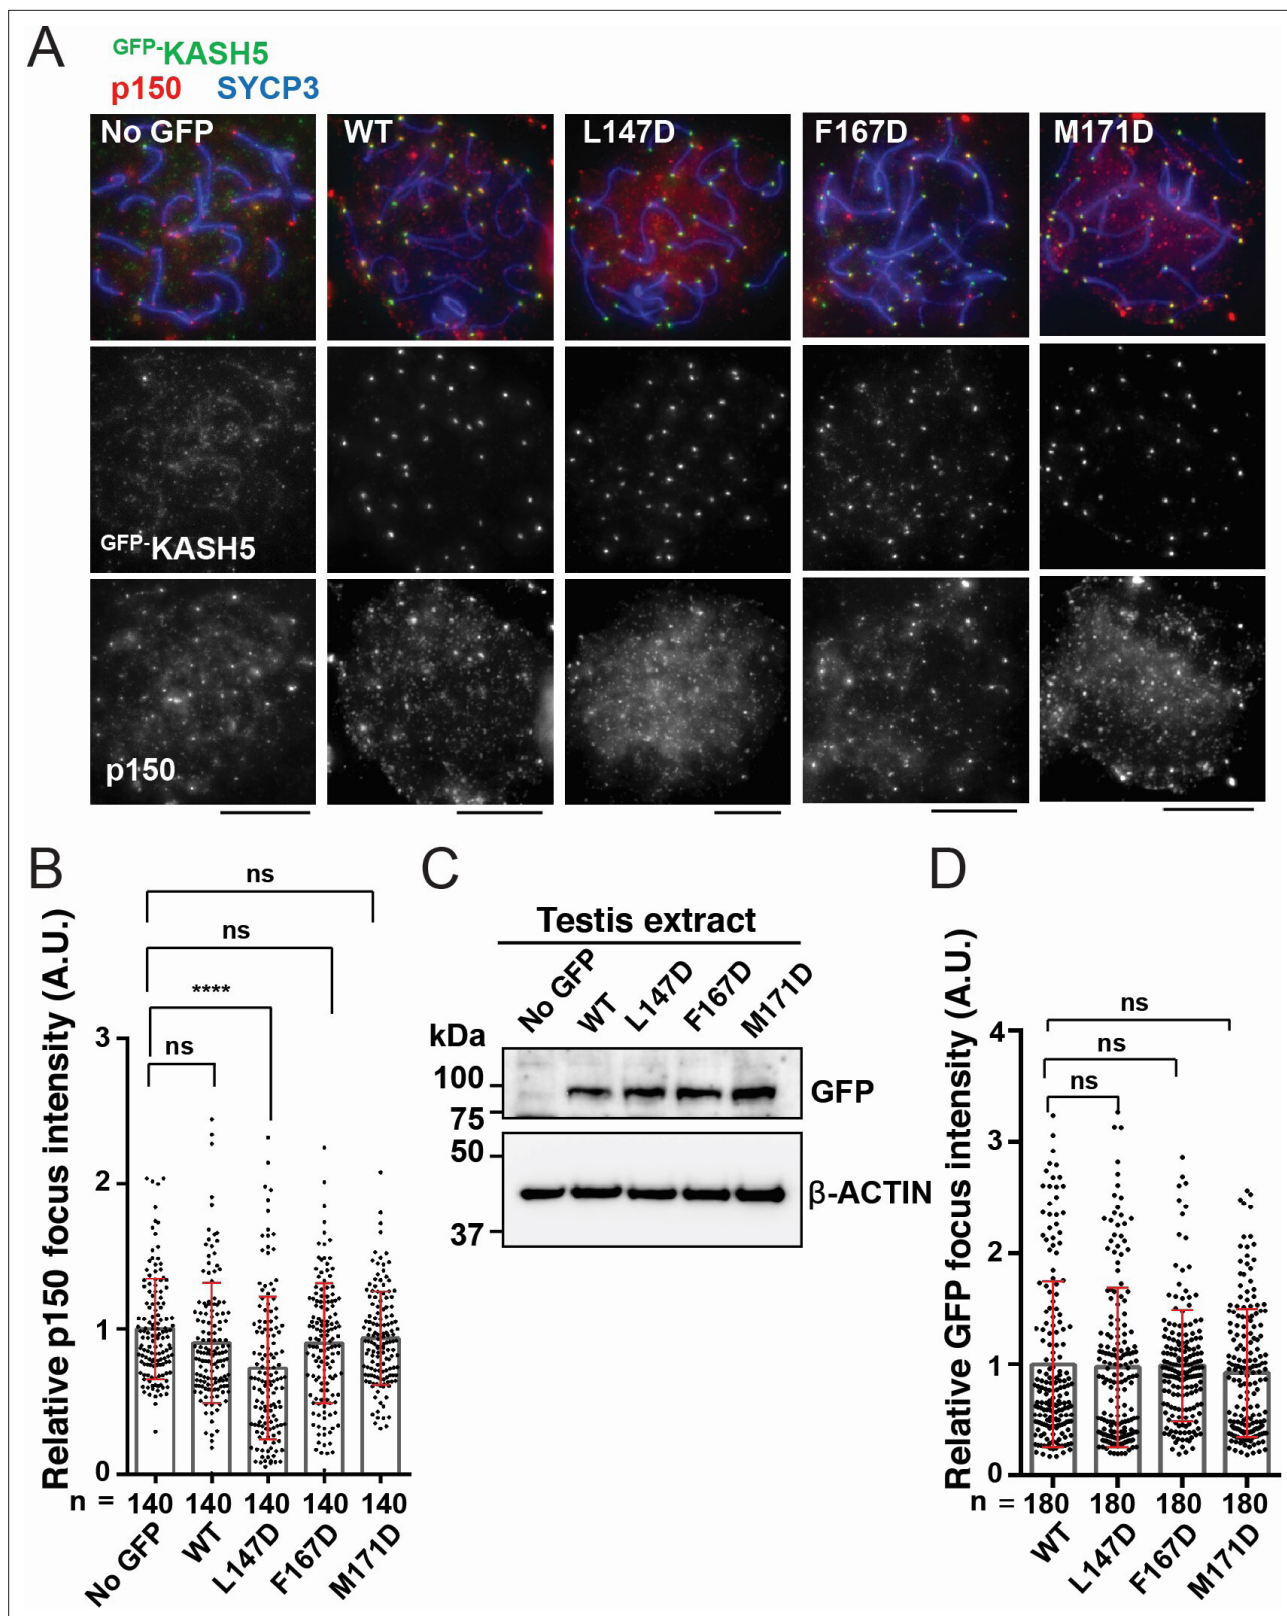 A
GFP-KASH5
p150 SYCP3
No GFP WT L147D F167D M171D
GFP-KASH5
p150
B
ns
ns
****
ns
Relative p150 focus intensity (A.U.)
3
2
1
0
n = 140 140 140 140 140
No GFP WT L147D F167D M171D
C
Testis extract
No GFP WT L147D F167D M171D
kDa
100
75
GFP
50
37
β-ACTIN
D
ns
ns
ns
Relative GFP focus intensity (A.U.)
4
3
2
1
0
n = 180 180 180 180
WT L147D F167D M171D